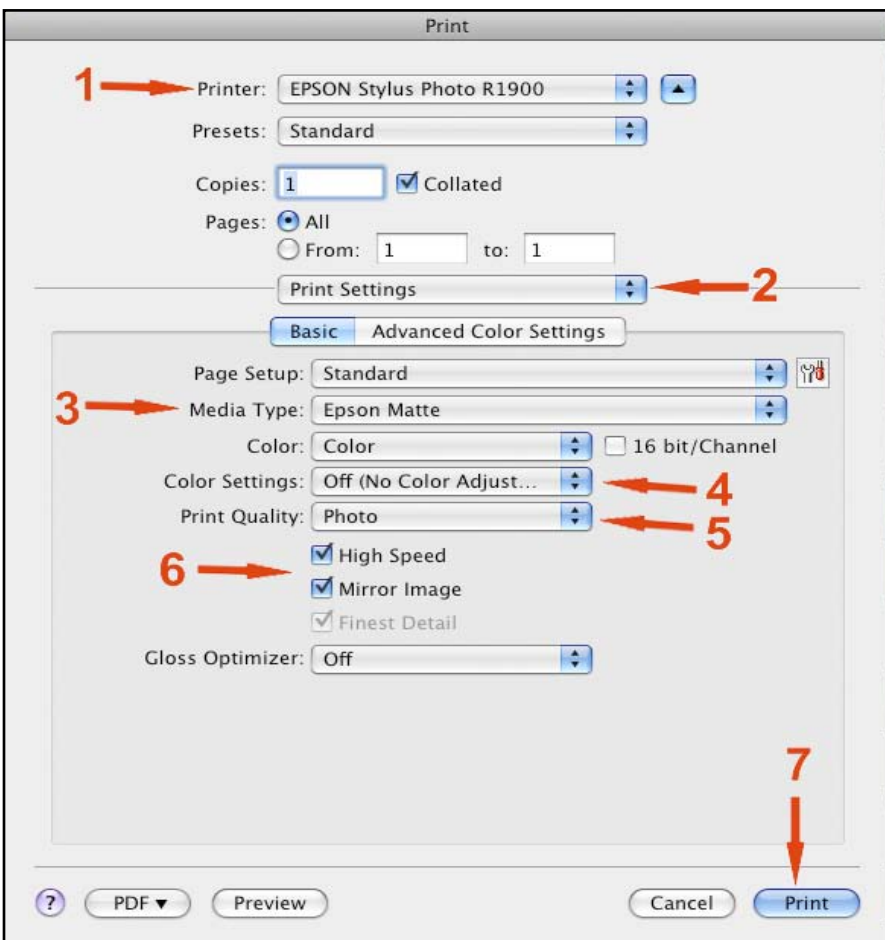 Print
1 Printer: EPSON Stylus Photo R1900
Presets: Standard
Copies: 1 Collated
Pages: All
From: 1 to: 1
Print Settings 2
Basic Advanced Color Settings
Page Setup: Standard
3 Media Type: Epson Matte
Color: Color 16 bit/Channel
Color Settings: Off (No Color Adjust... 4
Print Quality: Photo 5
High Speed
6
Mirror Image
Finest Detail
Gloss Optimizer: Off
7
? PDF Preview Cancel Print